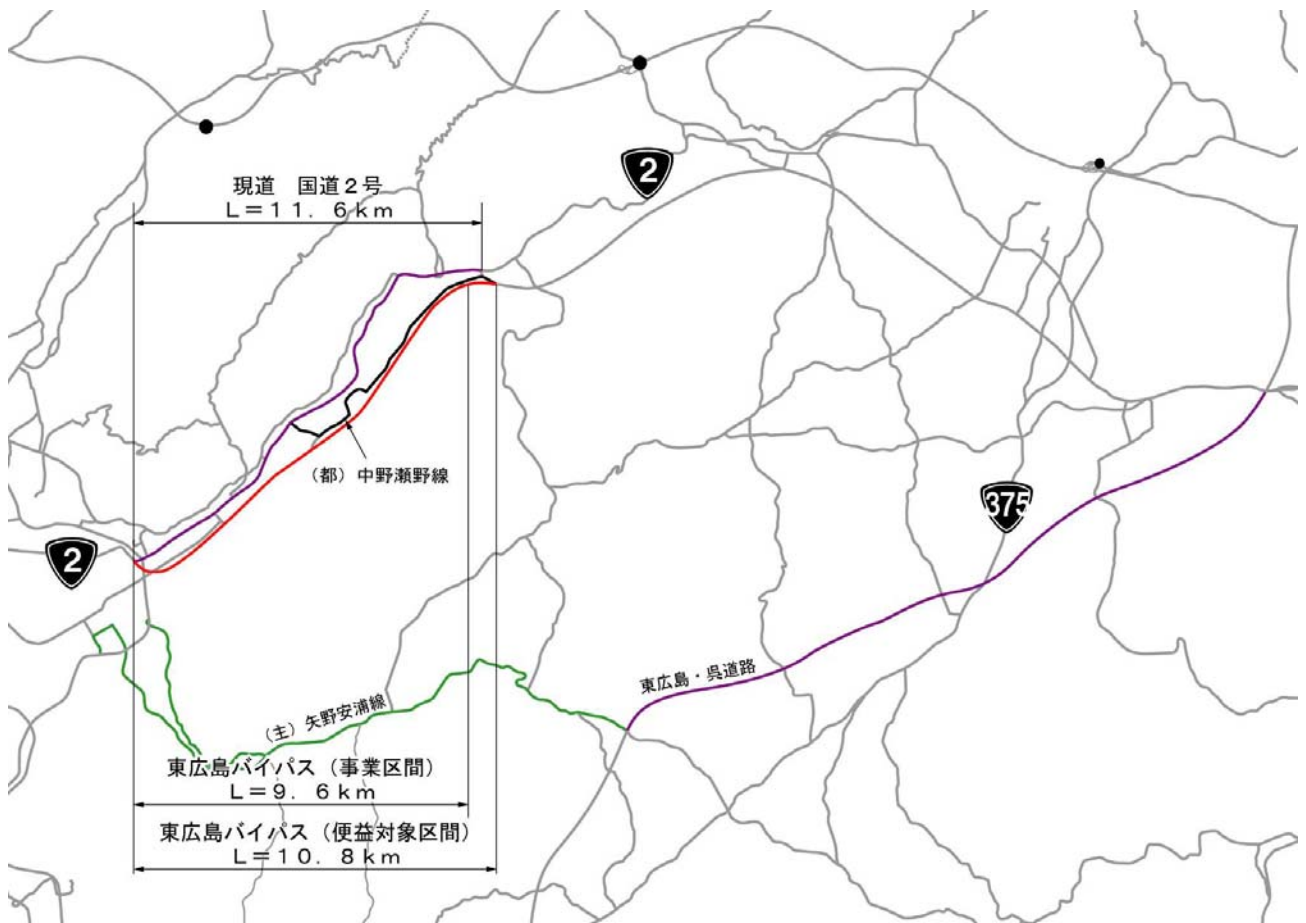 2
現道　国道２号
Ｌ＝１１．６ｋｍ
（都）中野瀬野線
375
2
東広島・呉道路
（主）矢野安浦線
東広島バイパス（事業区間）
Ｌ＝９．６ｋｍ
東広島バイパス（便益対象区間）
Ｌ＝１０．８ｋｍ